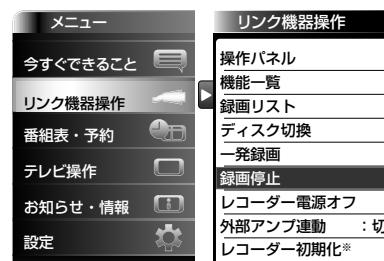 メニュー
今すぐできること
リンク機器操作
番組表・予約
テレビ操作
お知らせ・情報
設定
リンク機器操作
操作パネル
機能一覧
録画リスト
ディスク切換
一発録画
録画停止
レコーダー電源オフ
外部アンプ連動 ：切
レコーダー初期化※